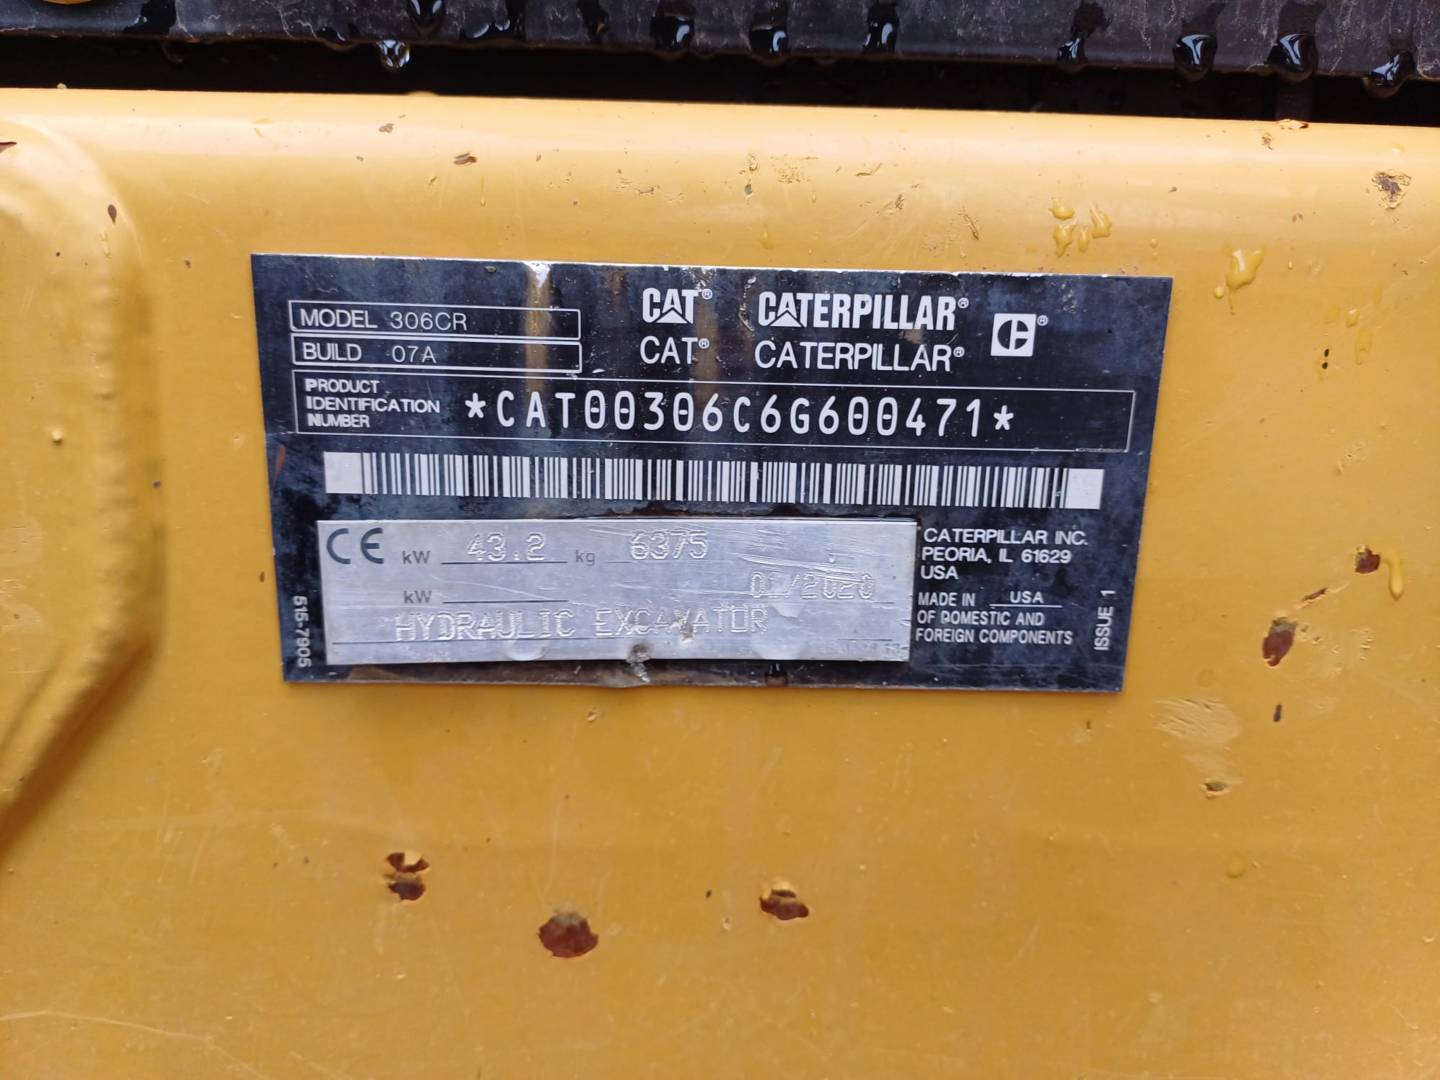 MODEL 306CR
BUILD 07A
CAT® CATERPILLAR®
CAT® CATERPILLAR® ®
PRODUCT IDENTIFICATION NUMBER
*CAT00306C6G600471*
CE kW 43.2 kg 6375
kW 01/2020
HYDRAULIC EXCAVATOR
CATERPILLAR INC.
PEORIA, IL 61629
USA
MADE IN USA
OF DOMESTIC AND
FOREIGN COMPONENTS
ISSUE 1
515-7905